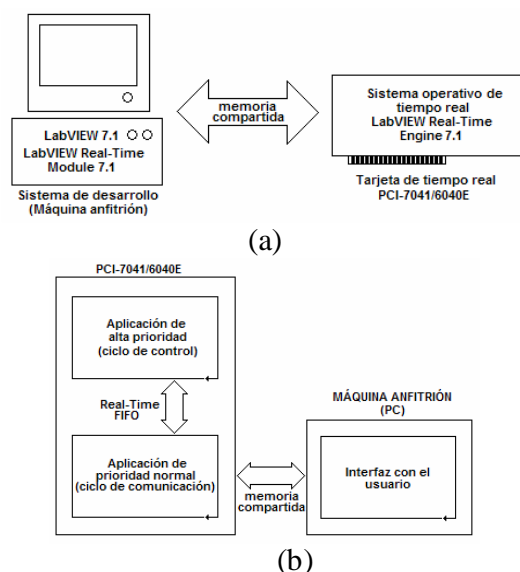 memoria
compartida
LabVIEW 7.1
LabVIEW Real-Time
Module 7.1
Sistema de desarrollo
(Máquina anfitrión)
Sistema operativo de
tiempo real
LabVIEW Real-Time
Engine 7.1
Tarjeta de tiempo real
PCI-7041/6040E
(a)
PCI-7041/6040E
Aplicación de
alta prioridad
(ciclo de control)
Real-Time
FIFO
Aplicación de
prioridad normal
(ciclo de comunicación)
memoria
compartida
MÁQUINA ANFITRIÓN
(PC)
Interfaz con el
usuario
(b)